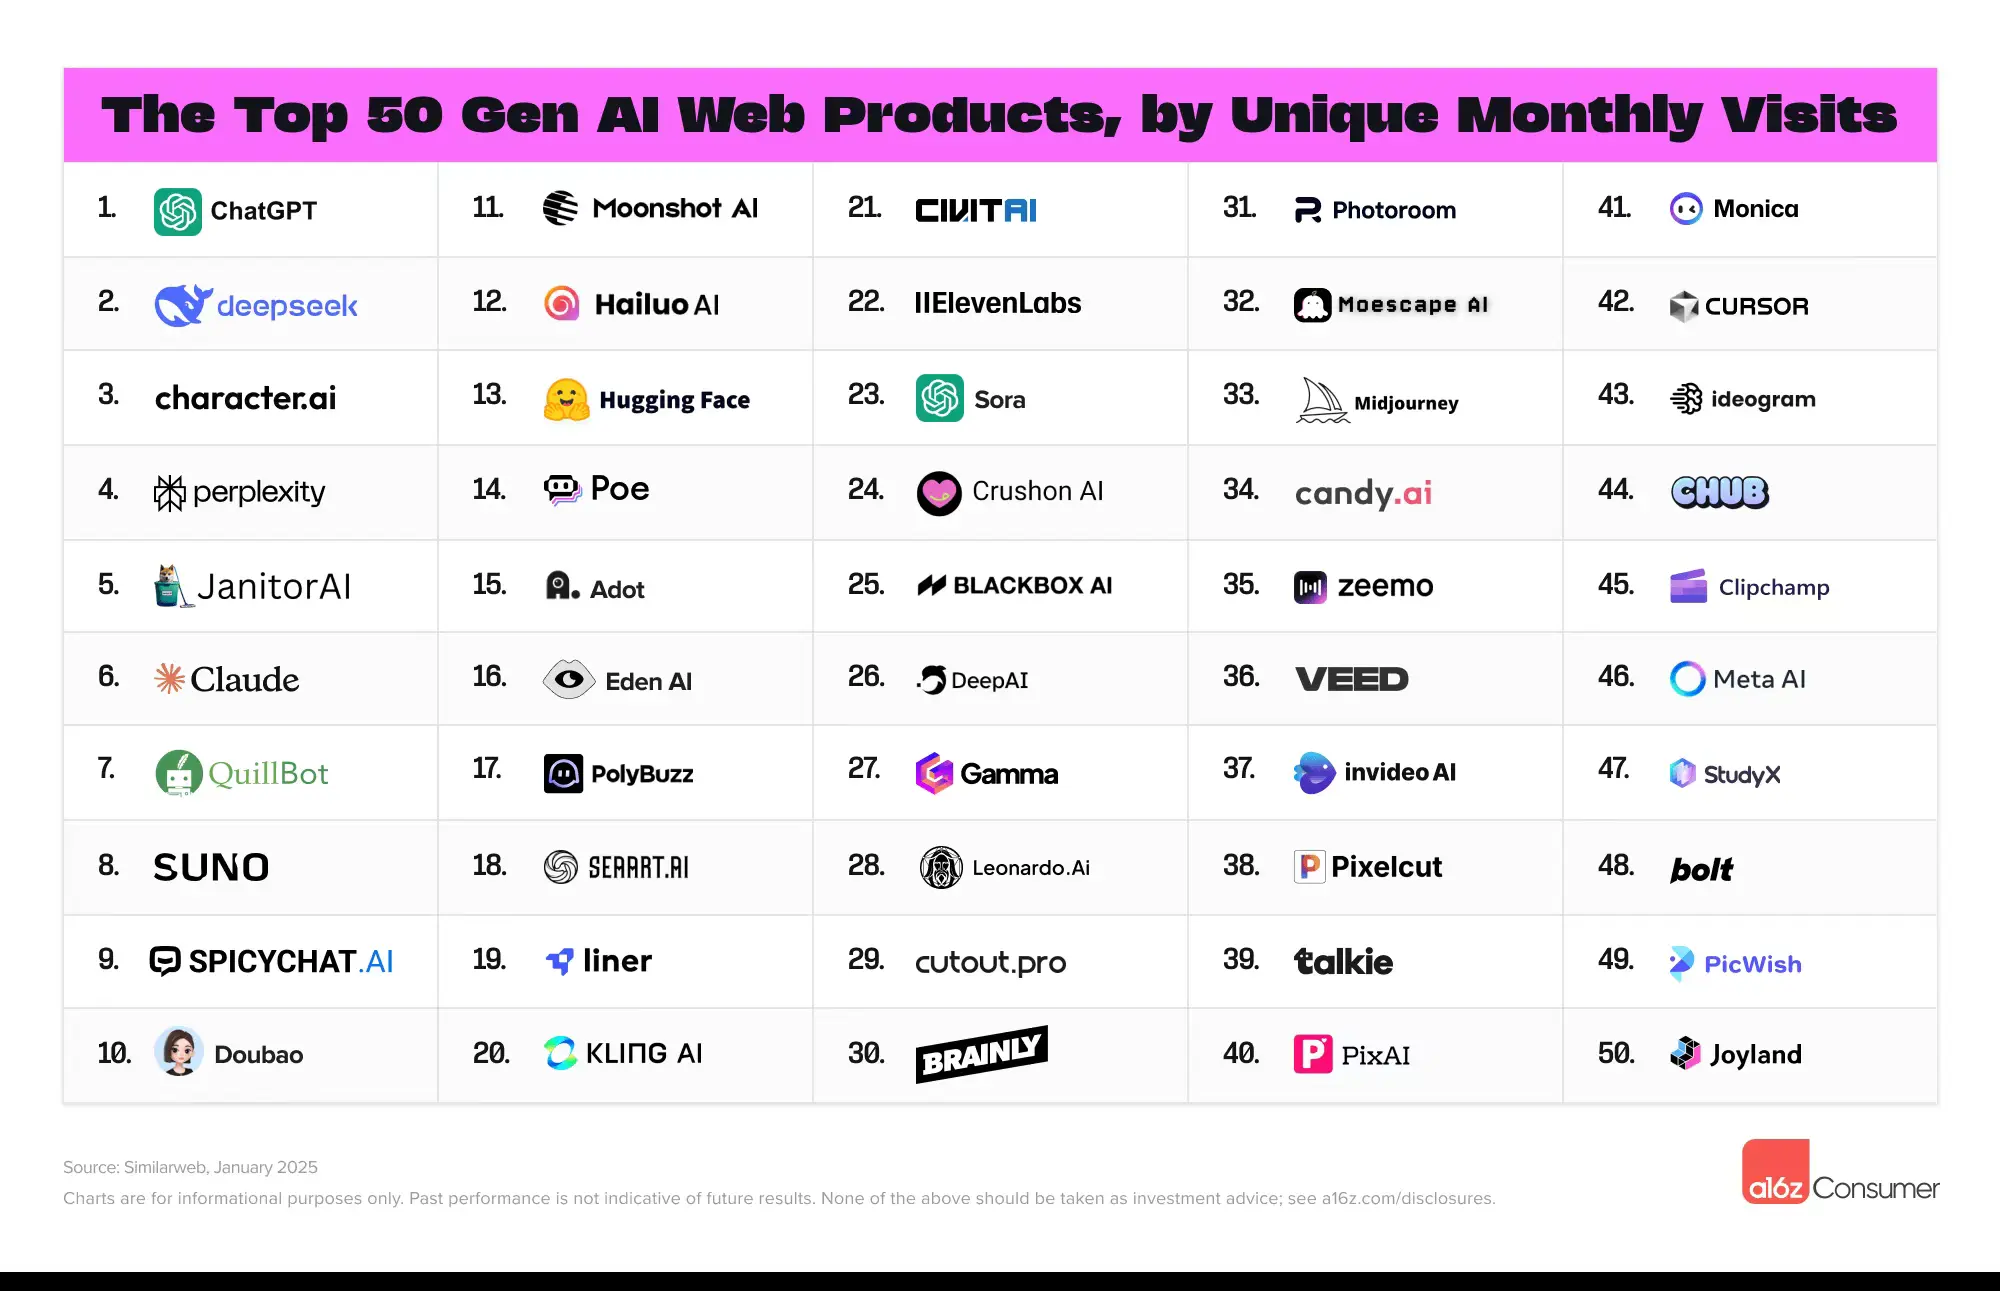 The Top 50 Gen AI Web Products, by Unique Monthly Visits
1. ChatGPT
2. deepseek
3. character.ai
4. perplexity
5. JanitorAI
6. Claude
7. QuillBot
8. SUNO
9. SPICYCHAT.AI
10. Doubao
11. Moonshot AI
12. Hailuo AI
13. Hugging Face
14. Poe
15. A. Adot
16. Eden AI
17. PolyBuzz
18. SEAART.AI
19. liner
20. KLING AI
21. CIVITAI
22. IIElevenLabs
23. Sora
24. Crushon AI
25. BLACKBOX AI
26. DeepAI
27. Gamma
28. Leonardo.Ai
29. cutout.pro
30. BRAINLY
31. Photoroom
32. Moescape AI
33. Midjourney
34. candy.ai
35. zeemo
36. VEED
37. invideo AI
38. P Pixelcut
39. talkie
40. P PixAI
41. Monica
42. CURSOR
43. ideogram
44. CHUB
45. Clipchamp
46. Meta AI
47. StudyX
48. bolt
49. PicWish
50. Joyland
Source: Similarweb, January 2025
Charts are for informational purposes only. Past performance is not indicative of future results. None of the above should be taken as investment advice; see a16z.com/disclosures.
a16z Consumer